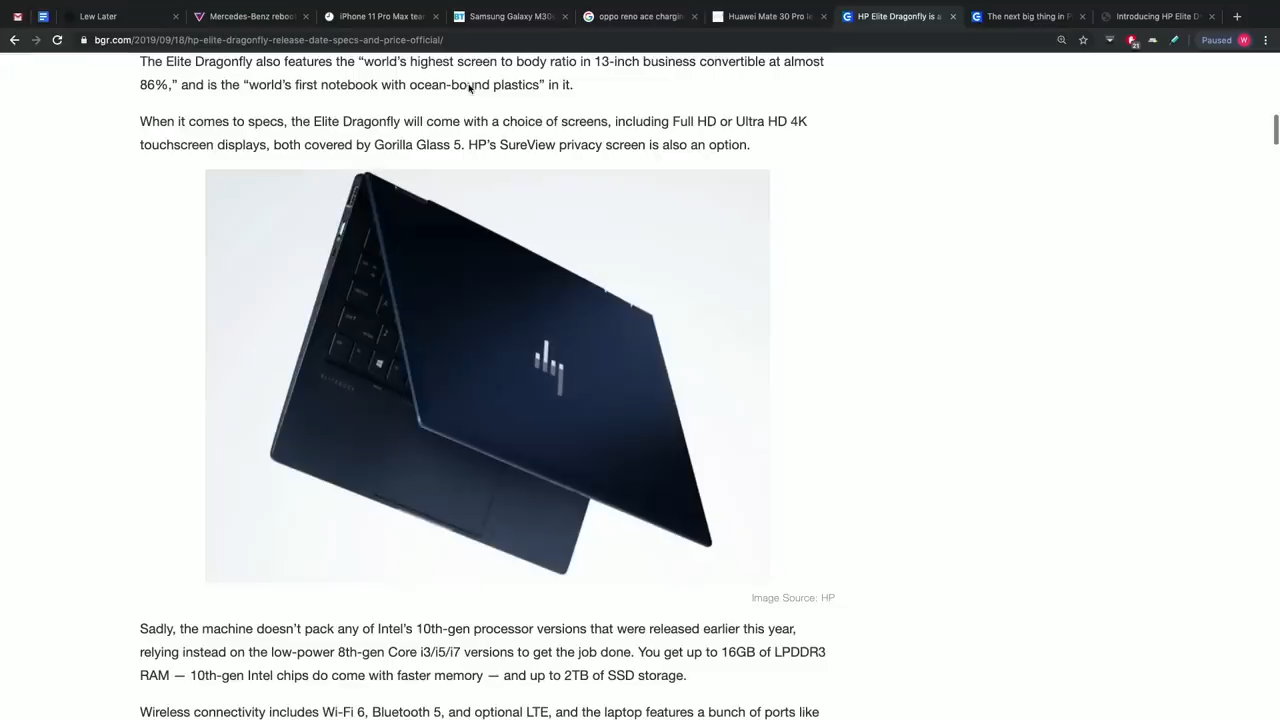 Lew Later
Mercedes-Benz reboo
iPhone 11 Pro Max tea
Samsung Galaxy M30
oppo reno ace chargin
Huawei Mate 30 Pro le
HP Elite Dragonfly is a
The next big thing in P
Introducing HP Elite D
bgr.com/2019/09/18/hp-elite-dragonfly-release-date-specs-and-price-official/
21
Paused
W
The Elite Dragonfly also features the “world’s highest screen to body ratio in 13-inch business convertible at almost
86%,” and is the “world’s first notebook with ocean-bound plastics” in it.
When it comes to specs, the Elite Dragonfly will come with a choice of screens, including Full HD or Ultra HD 4K
touchscreen displays, both covered by Gorilla Glass 5. HP’s SureView privacy screen is also an option.
ELITEBOOK
Image Source: HP
Sadly, the machine doesn’t pack any of Intel’s 10th-gen processor versions that were released earlier this year,
relying instead on the low-power 8th-gen Core i3/i5/i7 versions to get the job done. You get up to 16GB of LPDDR3
RAM — 10th-gen Intel chips do come with faster memory — and up to 2TB of SSD storage.
Wireless connectivity includes Wi-Fi 6, Bluetooth 5, and optional LTE, and the laptop features a bunch of ports like